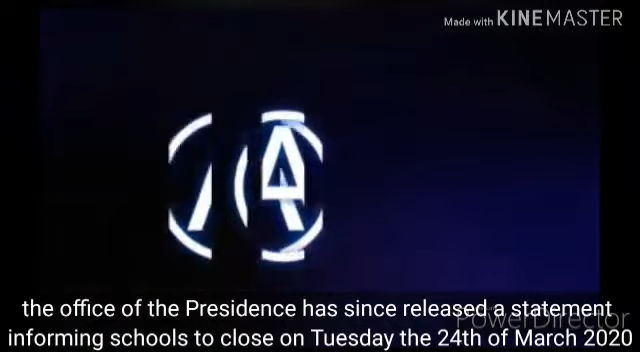 Made with KINEMASTER
A
the office of the Presidence has since released a statement
PowerDirector
informing schools to close on Tuesday the 24th of March 2020